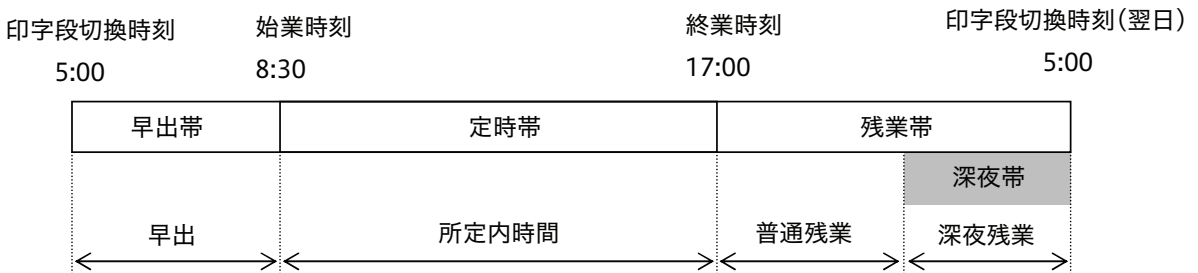 印字段切換時刻 始業時刻 終業時刻 印字段切換時刻(翌日)
5:00 8:30 17:00 5:00
早出帯 定時帯 残業帯
深夜帯
早出 所定内時間 普通残業 深夜残業